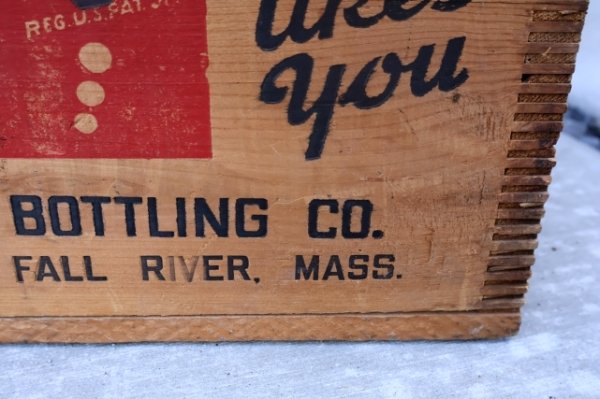 REG. U.S. PAT.
You
BOTTLING CO.
FALL RIVER, MASS.